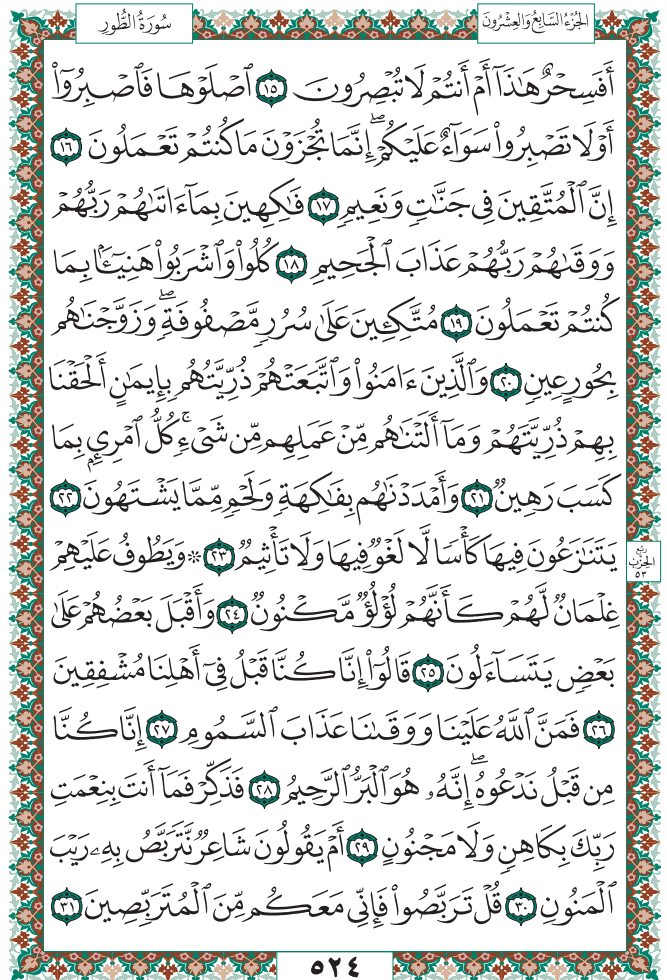 سُورَةُ الطُّورِ
الجُزْءُ السَّابِعُ وَالعِشْرُونَ
أَفَسِحْرٌ هَٰذَآ أَمْ أَنتُمْ لَا تُبْصِرُونَ ١٥ ٱصْلَوْهَا فَٱصْبِرُوٓا۟
أَوْ لَا تَصْبِرُوا۟ سَوَآءٌ عَلَيْكُمْ ۖ إِنَّمَا تُجْزَوْنَ مَا كُنتُمْ تَعْمَلُونَ ١٦
إِنَّ ٱلْمُتَّقِينَ فِى جَنَّٰتٍ وَنَعِيمٍ ١٧ فَٰكِهِينَ بِمَآ ءَاتَىٰهُمْ رَبُّهُمْ
وَوَقَىٰهُمْ رَبُّهُمْ عَذَابَ ٱلْجَحِيمِ ١٨ كُلُوا۟ وَٱشْرَبُوا۟ هَنِيٓـًٔۢا بِمَا
كُنتُمْ تَعْمَلُونَ ١٩ مُتَّكِـِٔينَ عَلَىٰ سُرُرٍ مَّصْفُوفَةٍ ۖ وَزَوَّجْنَٰهُم
بِحُورٍ عِينٍ ٢٠ وَٱلَّذِينَ ءَامَنُوا۟ وَٱتَّبَعَتْهُمْ ذُرِّيَّتُهُم بِإِيمَٰنٍ أَلْحَقْنَا
بِهِمْ ذُرِّيَّتَهُمْ وَمَآ أَلَتْنَٰهُم مِّنْ عَمَلِهِم مِّن شَىْءٍ ۚ كُلُّ ٱمْرِئٍۭ بِمَا
كَسَبَ رَهِينٌ ٢١ وَأَمْدَدْنَٰهُم بِفَٰكِهَةٍ وَلَحْمٍ مِّمَّا يَشْتَهُونَ ٢٢
يَتَنَٰزَعُونَ فِيهَا كَأْسًا لَّا لَغْوٌ فِيهَا وَلَا تَأْثِيمٌ ٢٣ ۞ وَيَطُوفُ عَلَيْهِمْ
ربع الحزب ٥٣
غِلْمَانٌ لَّهُمْ كَأَنَّهُمْ لُؤْلُؤٌ مَّكْنُونٌ ٢٤ وَأَقْبَلَ بَعْضُهُمْ عَلَىٰ
بَعْضٍ يَتَسَآءَلُونَ ٢٥ قَالُوٓا۟ إِنَّا كُنَّا قَبْلُ فِىٓ أَهْلِنَا مُشْفِقِينَ
٢٦ فَمَنَّ ٱللَّهُ عَلَيْنَا وَوَقَىٰنَا عَذَابَ ٱلسَّمُومِ ٢٧ إِنَّا كُنَّا
مِن قَبْلُ نَدْعُوهُ ۖ إِنَّهُۥ هُوَ ٱلْبَرُّ ٱلرَّحِيمُ ٢٨ فَذَكِّرْ فَمَآ أَنتَ بِنِعْمَتِ
رَبِّكَ بِكَاهِنٍ وَلَا مَجْنُونٍ ٢٩ أَمْ يَقُولُونَ شَاعِرٌ نَّتَرَبَّصُ بِهِۦ رَيْبَ
ٱلْمَنُونِ ٣٠ قُلْ تَرَبَّصُوا۟ فَإِنِّى مَعَكُم مِّنَ ٱلْمُتَرَبِّصِينَ ٣١
٥٢٤